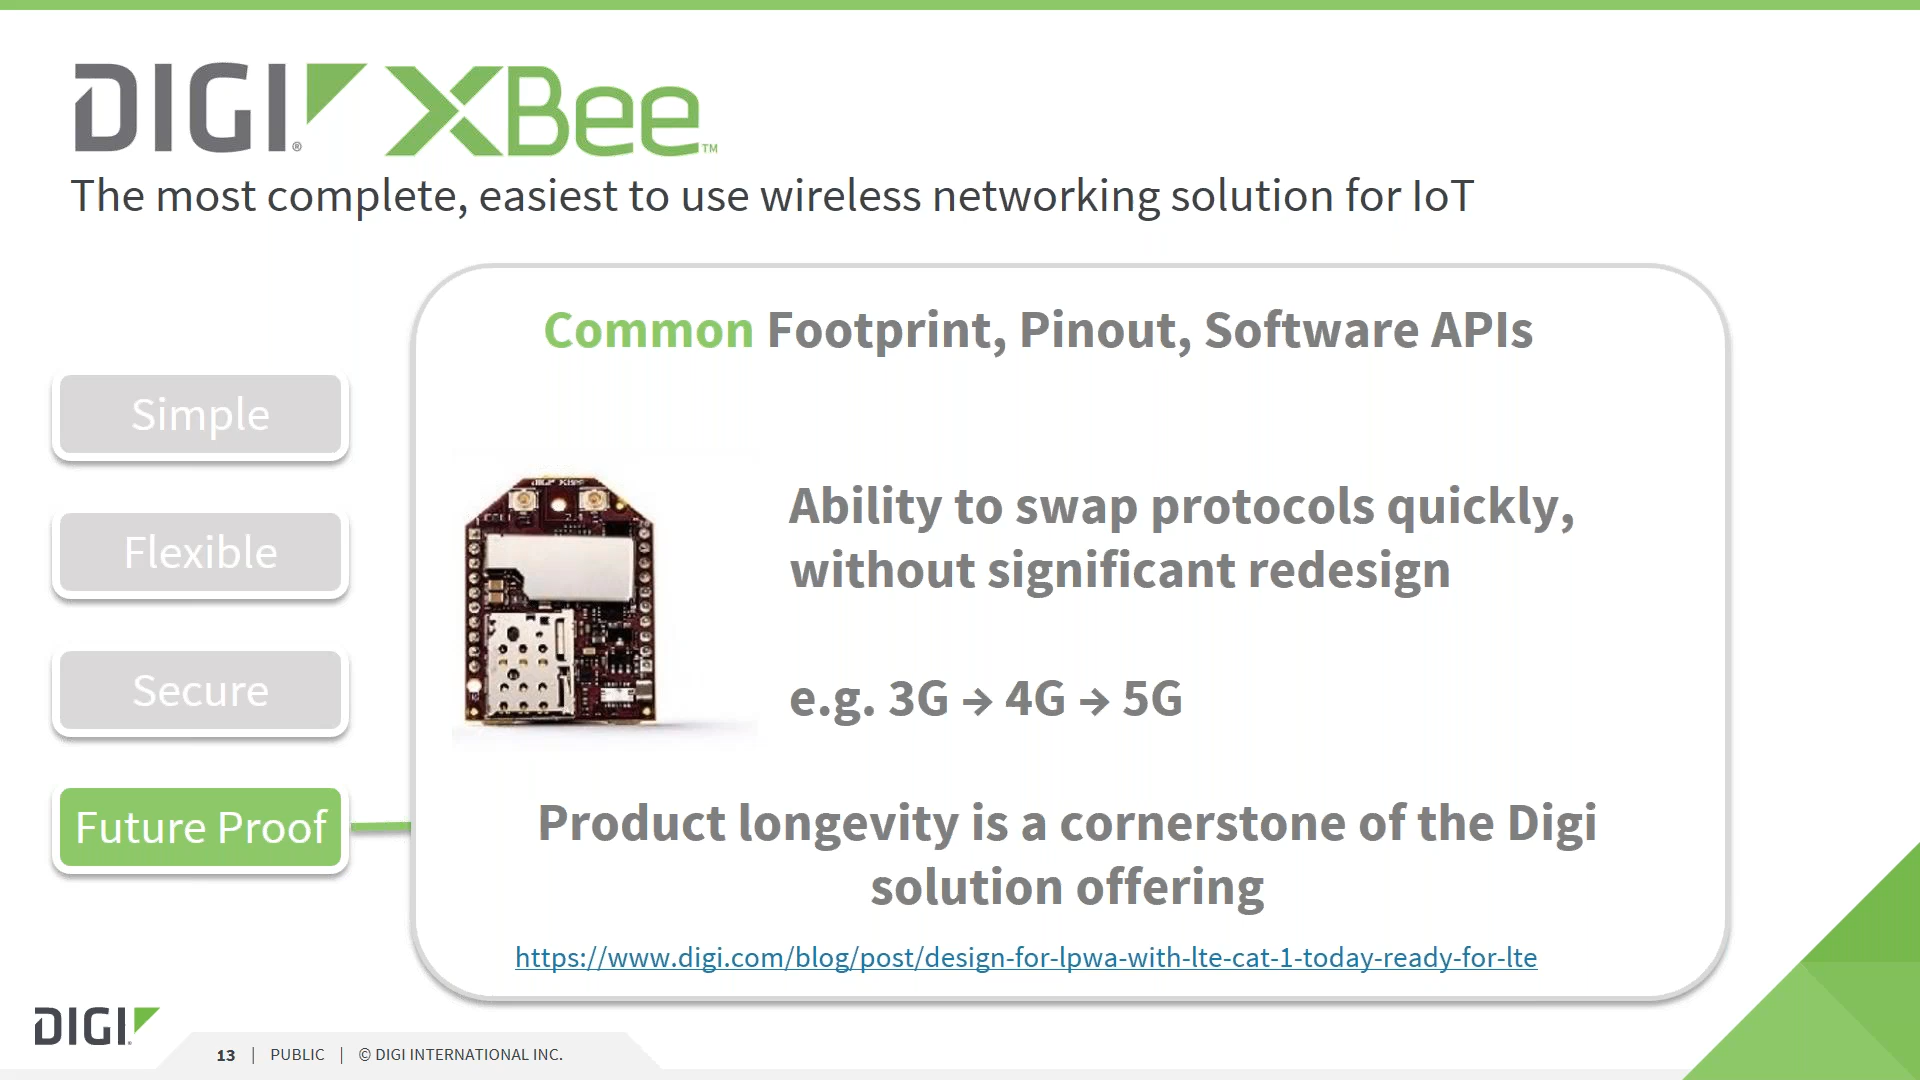 DIGI® XBee™
The most complete, easiest to use wireless networking solution for IoT
Common Footprint, Pinout, Software APIs
Simple
Flexible
Secure
Future Proof
Ability to swap protocols quickly,
without significant redesign
e.g. 3G → 4G → 5G
Product longevity is a cornerstone of the Digi
solution offering
https://www.digi.com/blog/post/design-for-lpwa-with-lte-cat-1-today-ready-for-lte
DIGI
13 | PUBLIC | © DIGI INTERNATIONAL INC.